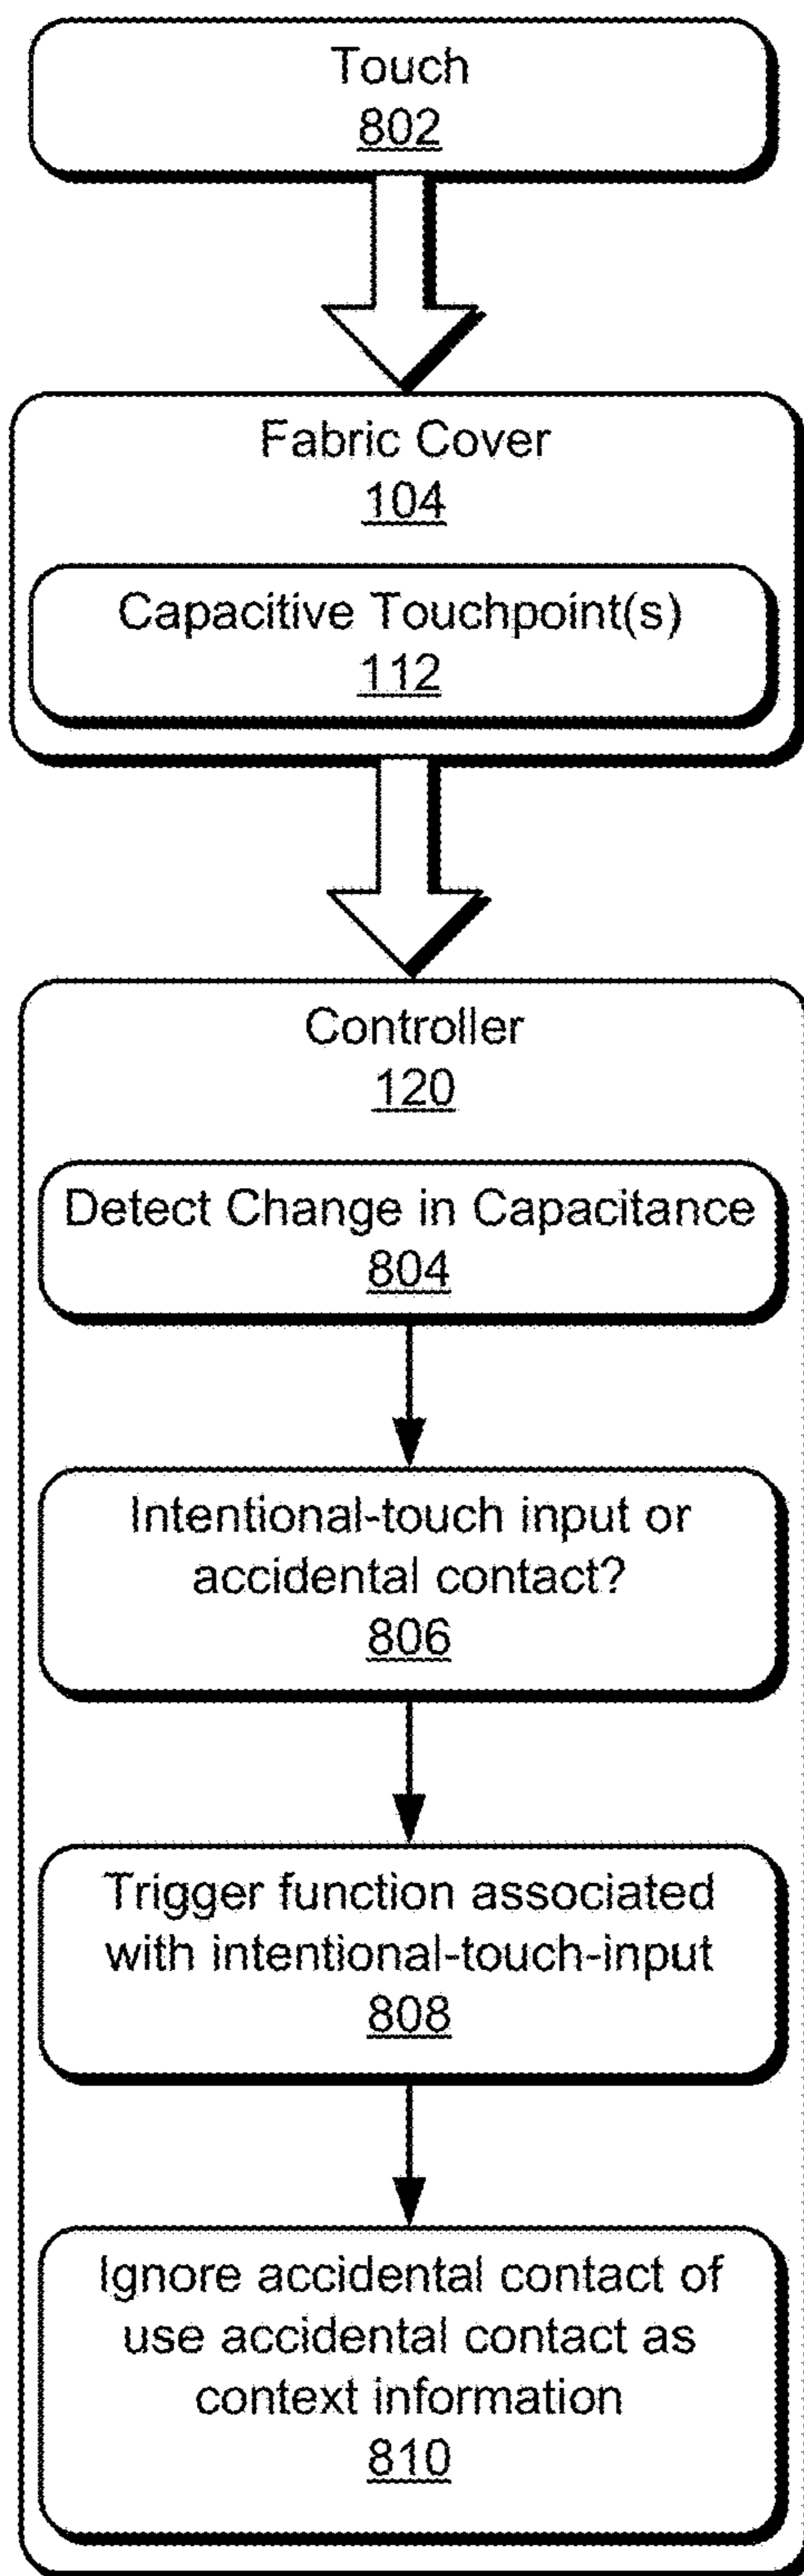 Touch
802
Fabric Cover
104
Capacitive Touchpoint(s)
112
Controller
120
Detect Change in Capacitance
804
Intentional-touch input or
accidental contact?
806
Trigger function associated
with intentional-touch-input
808
Ignore accidental contact of
use accidental contact as
context information
810